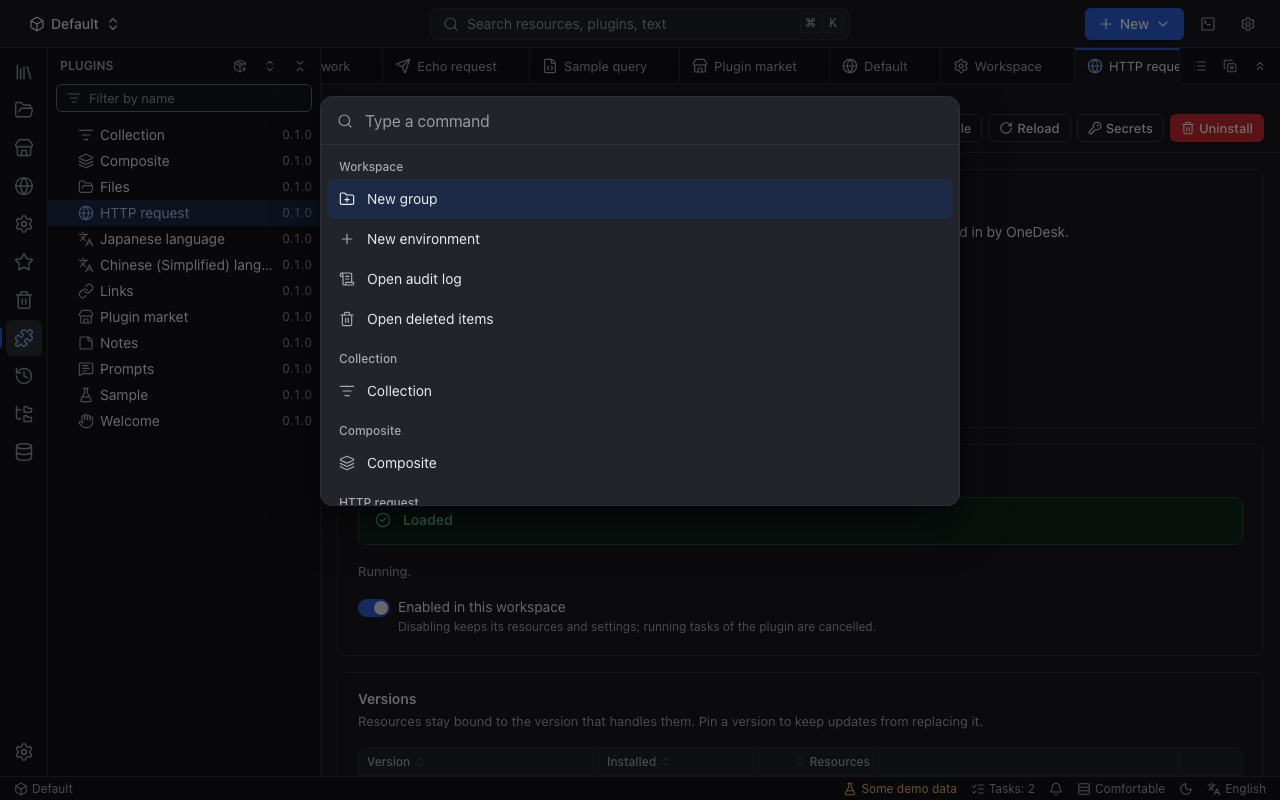 Default
Search resources, plugins, text
⌘ K
New
PLUGINS
Filter by name
Collection 0.1.0
Composite 0.1.0
Files 0.1.0
HTTP request 0.1.0
Japanese language 0.1.0
Chinese (Simplified) lang... 0.1.0
Links 0.1.0
Plugin market 0.1.0
Notes 0.1.0
Prompts 0.1.0
Sample 0.1.0
Welcome 0.1.0
work
Echo request
Sample query
Plugin market
Default
Workspace
HTTP reque
le
Reload
Secrets
Uninstall
Type a command
Workspace
New group
New environment
Open audit log
Open deleted items
Collection
Collection
Composite
Composite
HTTP request
d in by OneDesk.
Loaded
Running.
Enabled in this workspace
Disabling keeps its resources and settings; running tasks of the plugin are cancelled.
Versions
Resources stay bound to the version that handles them. Pin a version to keep updates from replacing it.
Version Installed Resources
Default
Some demo data
Tasks: 2
Comfortable
English